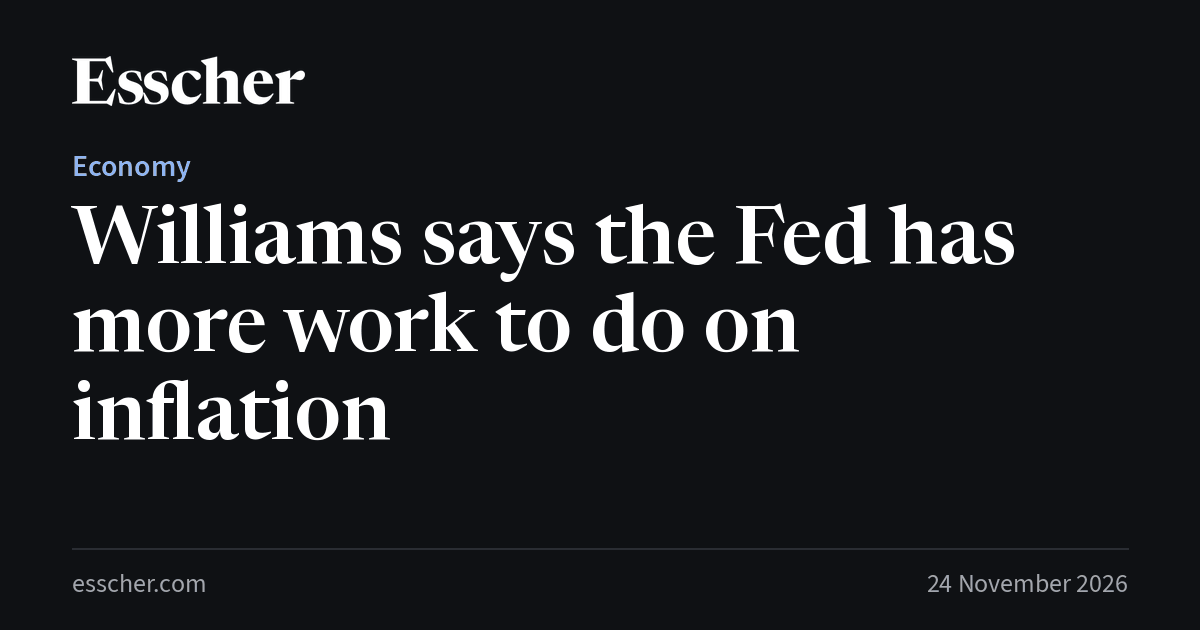 Esscher
Economy
Williams says the Fed has
more work to do on
inflation
esscher.com
24 November 2026